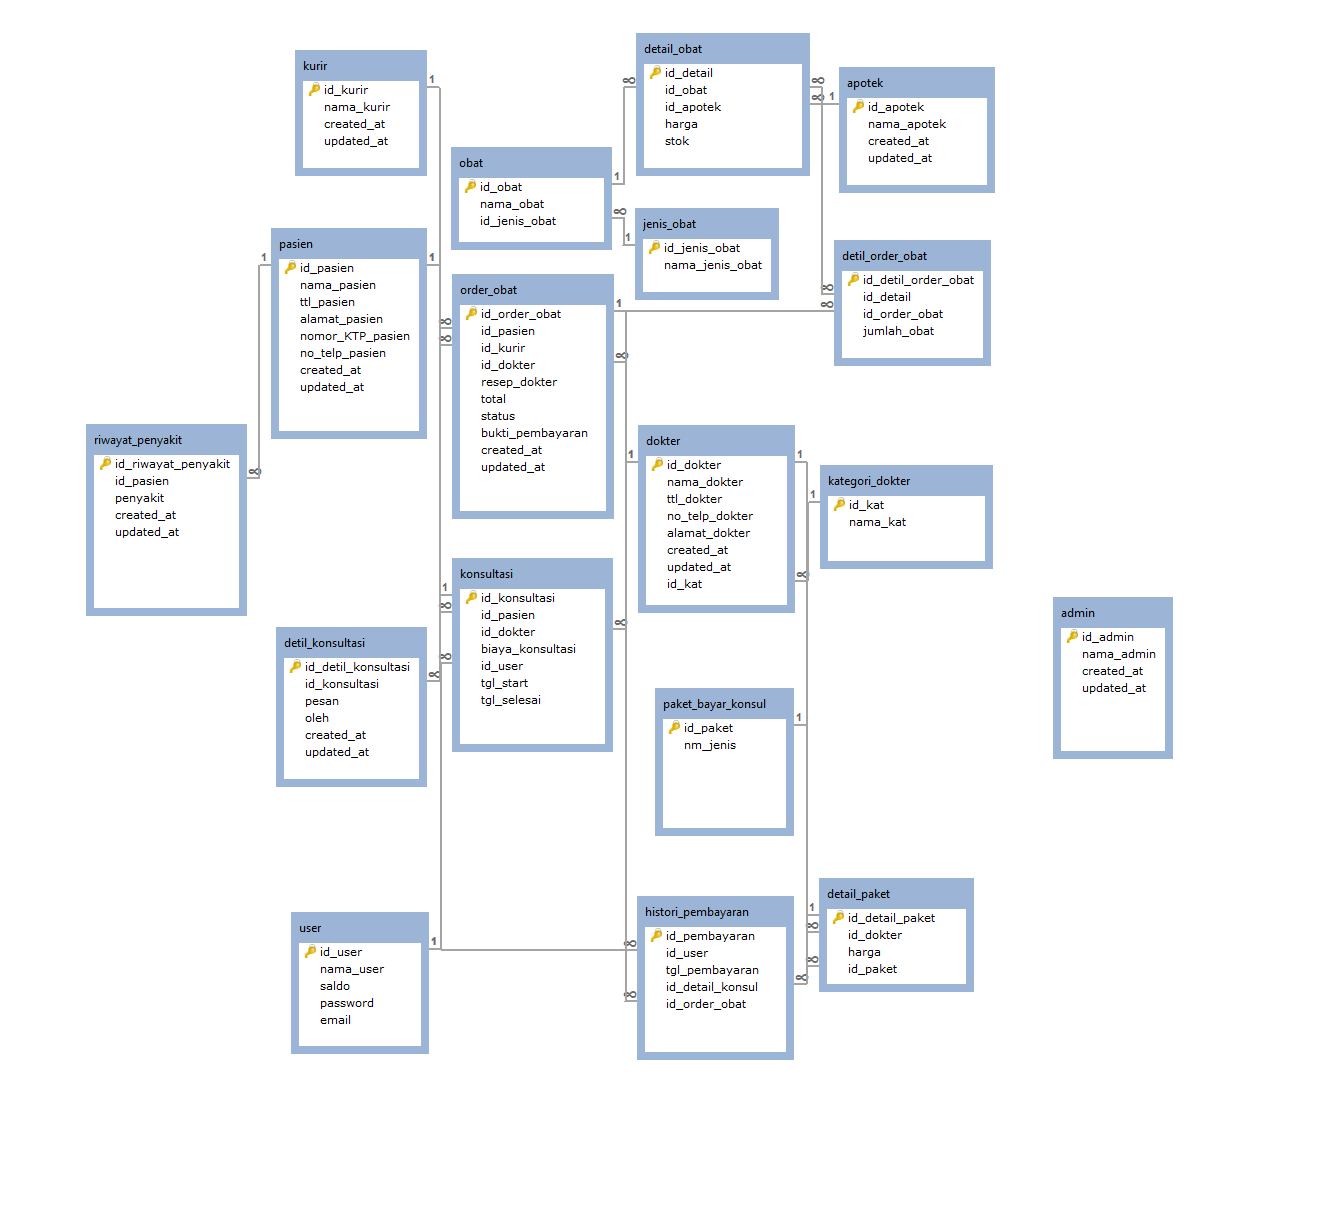 kurir
id_kurir
nama_kurir
created_at
updated_at
detail_obat
id_detail
id_obat
id_apotek
harga
stok
apotek
id_apotek
nama_apotek
created_at
updated_at
obat
id_obat
nama_obat
id_jenis_obat
jenis_obat
id_jenis_obat
nama_jenis_obat
pasien
id_pasien
nama_pasien
ttl_pasien
alamat_pasien
nomor_KTP_pasien
no_telp_pasien
created_at
updated_at
order_obat
id_order_obat
id_pasien
id_kurir
id_dokter
resep_dokter
total
status
bukti_pembayaran
created_at
updated_at
detil_order_obat
id_detil_order_obat
id_detail
id_order_obat
jumlah_obat
riwayat_penyakit
id_riwayat_penyakit
id_pasien
penyakit
created_at
updated_at
dokter
id_dokter
nama_dokter
ttl_dokter
no_telp_dokter
alamat_dokter
created_at
updated_at
id_kat
kategori_dokter
id_kat
nama_kat
konsultasi
id_konsultasi
id_pasien
id_dokter
biaya_konsultasi
id_user
tgl_start
tgl_selesai
detil_konsultasi
id_detil_konsultasi
id_konsultasi
pesan
oleh
created_at
updated_at
admin
id_admin
nama_admin
created_at
updated_at
paket_bayar_konsul
id_paket
nm_jenis
user
id_user
nama_user
saldo
password
email
histori_pembayaran
id_pembayaran
id_user
tgl_pembayaran
id_detail_konsul
id_order_obat
detail_paket
id_detail_paket
id_dokter
harga
id_paket
1
1
1
1
1
1
1
1
1
1
1
1
1
1